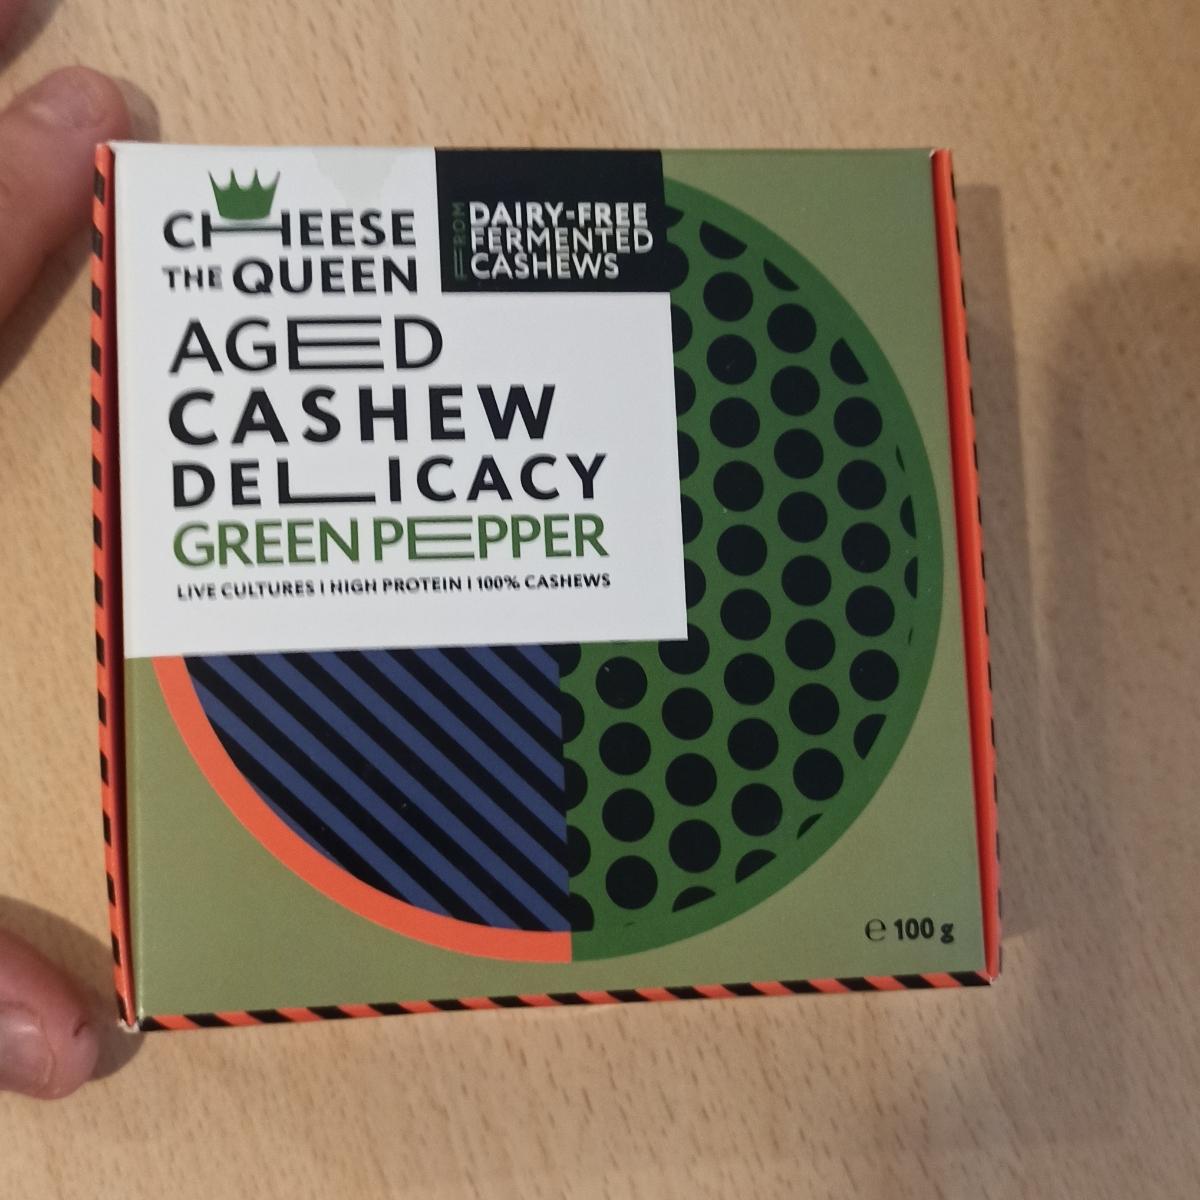 CHEESE
THE QUEEN
FROM
DAIRY-FREE
FERMENTED
CASHEWS
AGED
CASHEW
DELICACY
GREEN PEPPER
LIVE CULTURES | HIGH PROTEIN | 100% CASHEWS
℮ 100 g